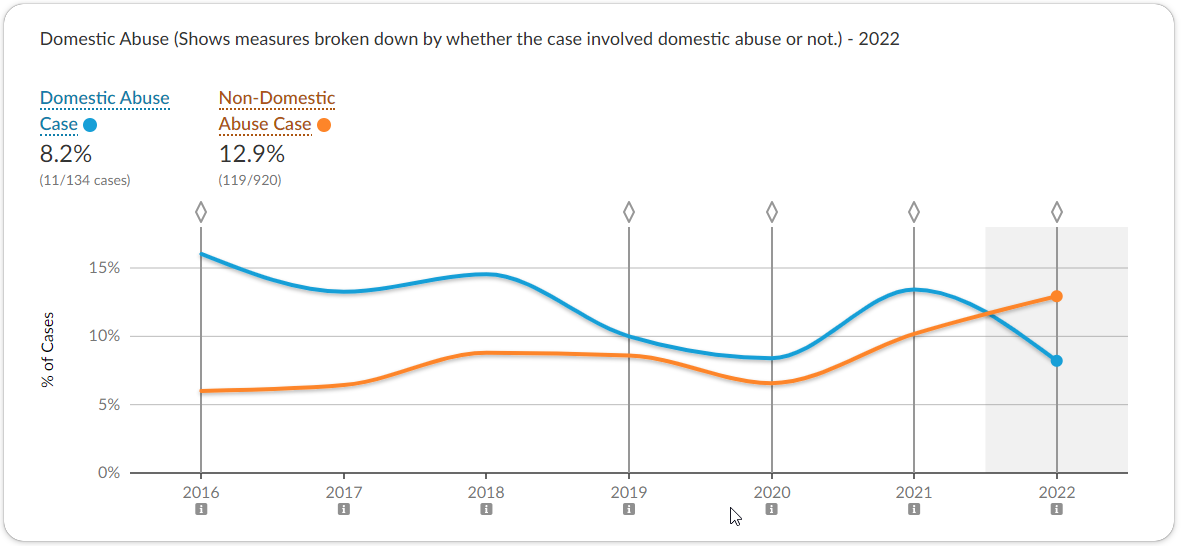 Domestic Abuse (Shows measures broken down by whether the case involved domestic abuse or not.) - 2022
Domestic Abuse
Case
8.2%
(11/134 cases)
Non-Domestic
Abuse Case
12.9%
(119/920)
% of Cases
15%
10%
5%
0%
2016 2017 2018 2019 2020 2021 2022
i i i i i i i